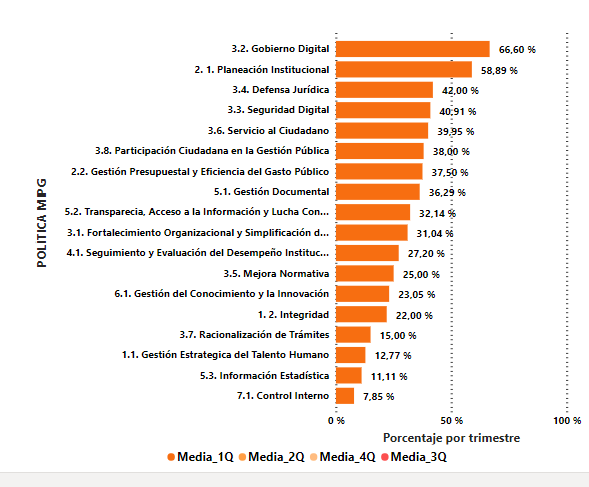 3.2. Gobierno Digital 66,60 %
2. 1. Planeación Institucional 58,89 %
3.4. Defensa Jurídica 42,00 %
3.3. Seguridad Digital 40,91 %
3.6. Servicio al Ciudadano 39,95 %
3.8. Participación Ciudadana en la Gestión Pública 38,00 %
2.2. Gestión Presupuestal y Eficiencia del Gasto Público 37,50 %
5.1. Gestión Documental 36,29 %
5.2. Transparecia, Acceso a la Información y Lucha Con... 32,14 %
3.1. Fortalecimiento Organizacional y Simplificación d... 31,04 %
4.1. Seguimiento y Evaluación del Desempeño Instituc... 27,20 %
3.5. Mejora Normativa 25,00 %
6.1. Gestión del Conocimiento y la Innovación 23,05 %
1. 2. Integridad 22,00 %
3.7. Racionalización de Trámites 15,00 %
1.1. Gestión Estrategica del Talento Humano 12,77 %
5.3. Información Estadística 11,11 %
7.1. Control Interno 7,85 %
POLITICA MIPG
0 % 50 % 100 %
Porcentaje por trimestre
Media_1Q Media_2Q Media_4Q Media_3Q